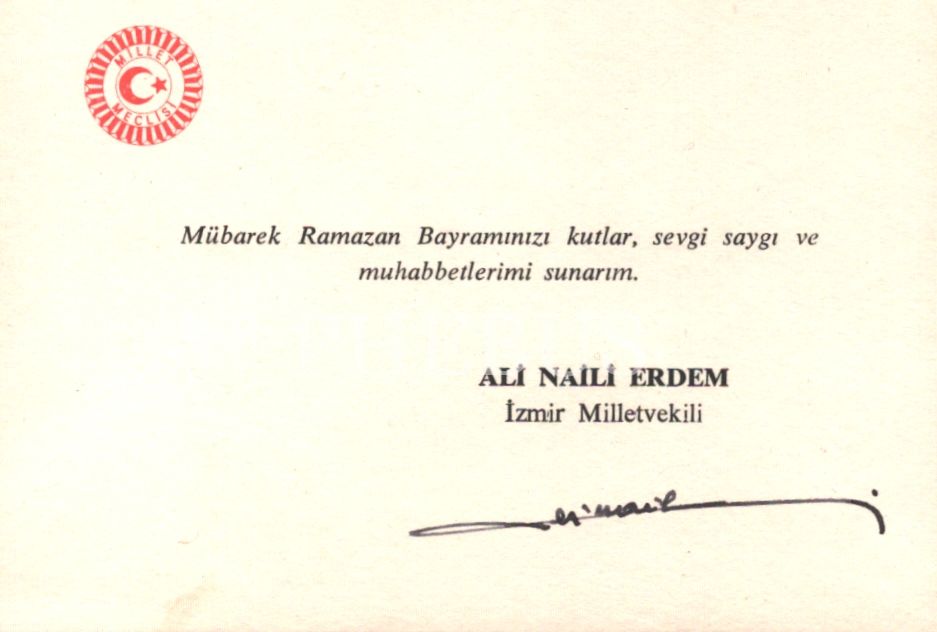 MİLLET MECLİSİ
Mübarek Ramazan Bayramınızı kutlar, sevgi saygı ve
muhabbetlerimi sunarım.
ALİ NAİLİ ERDEM
İzmir Milletvekili